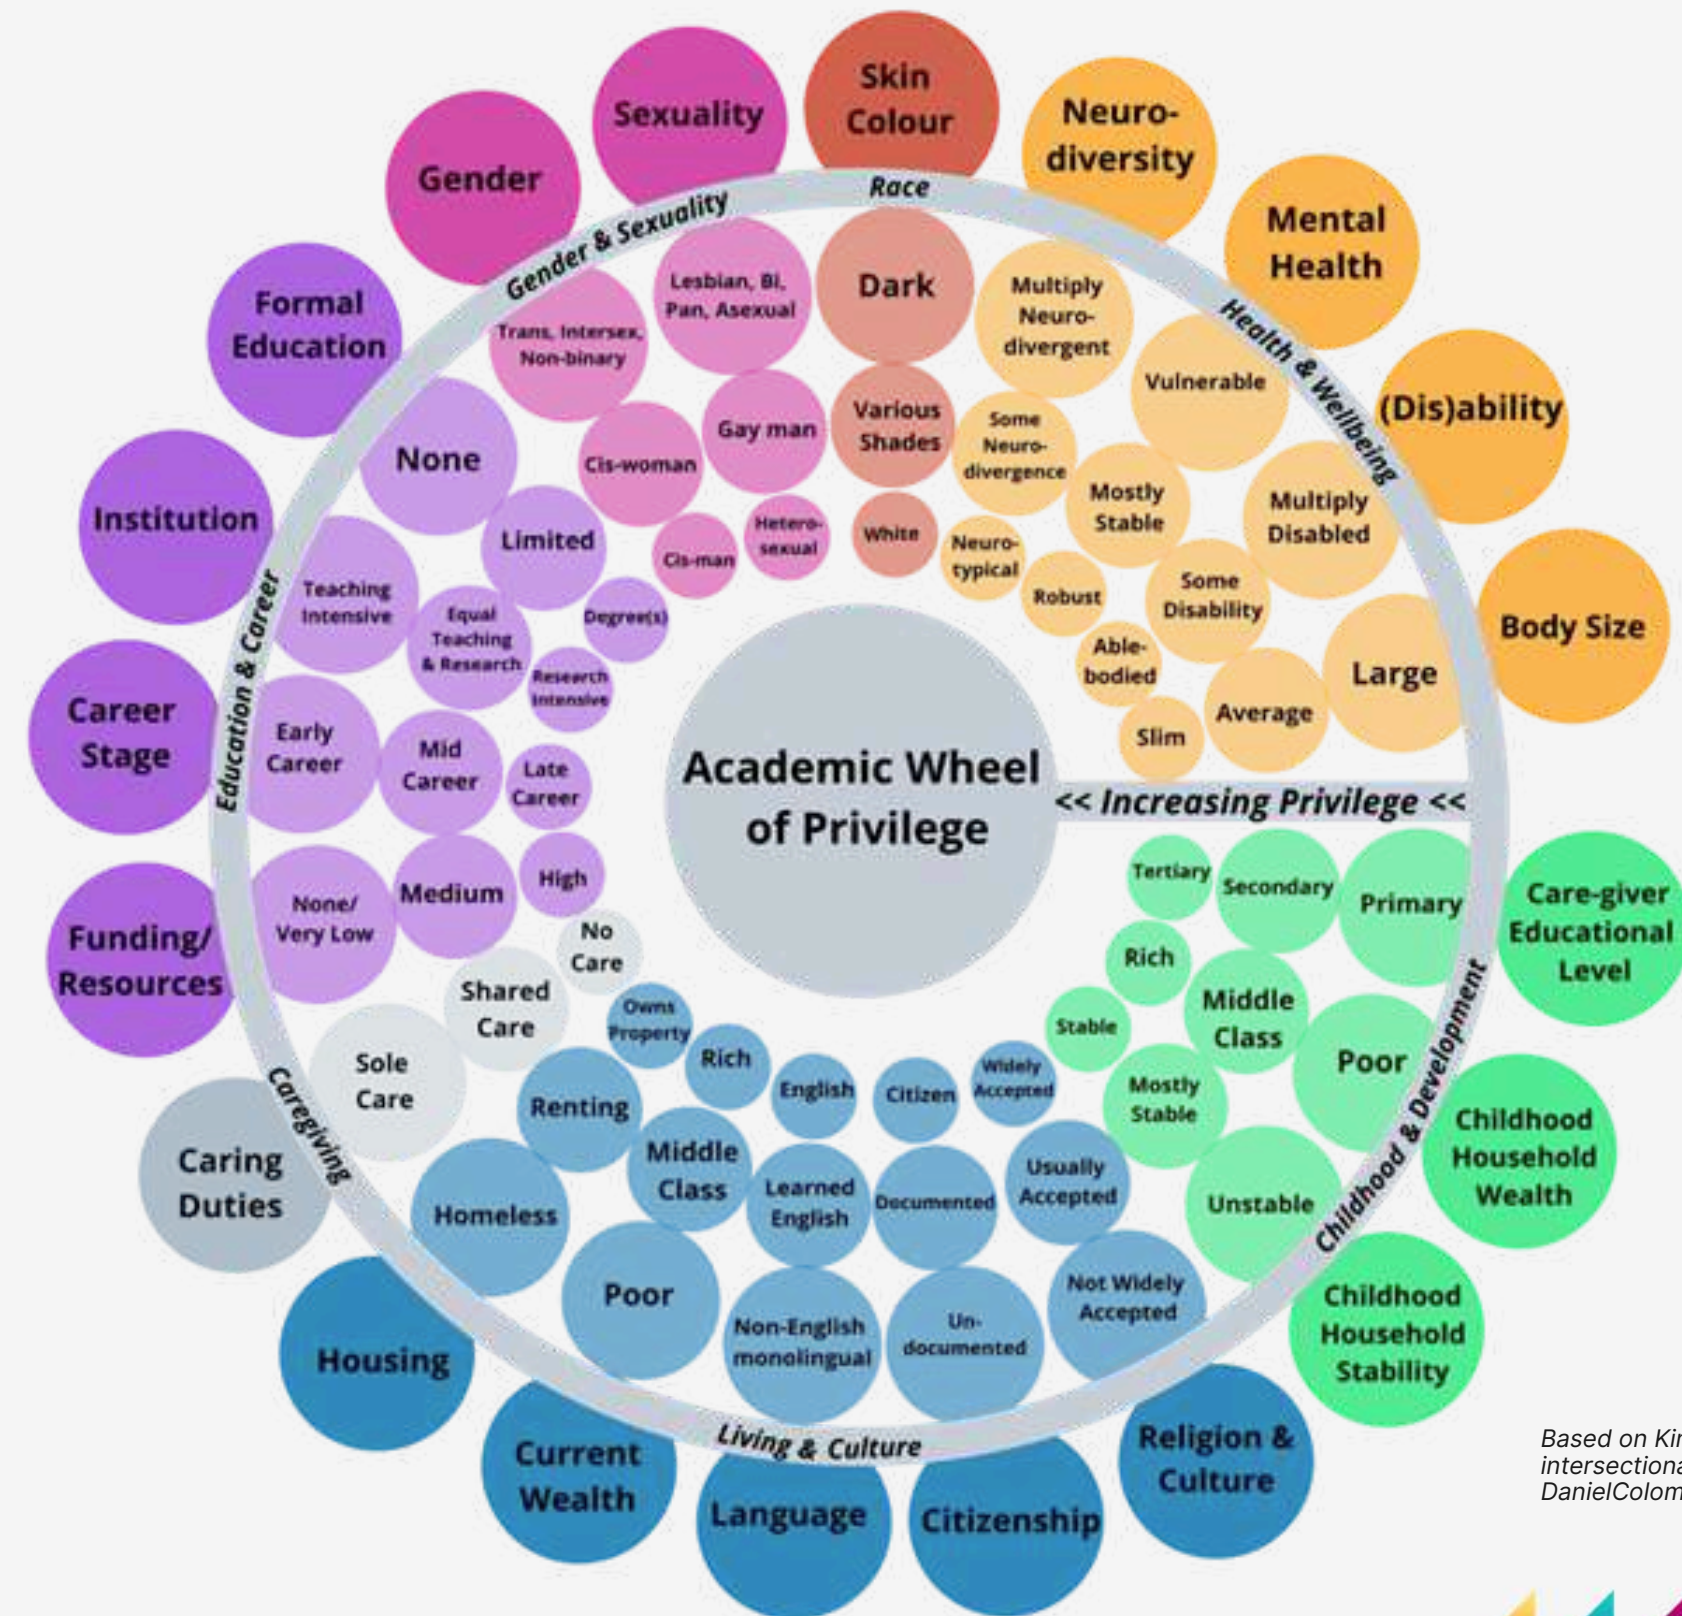 Skin
Colour
Neuro-
diversity
Mental
Health
(Dis)ability
Body Size
Care-giver
Educational
Level
Childhood
Household
Wealth
Childhood
Household
Stability
Religion &
Culture
Citizenship
Language
Current
Wealth
Housing
Caring
Duties
Funding/
Resources
Career
Stage
Institution
Formal
Education
Gender
Sexuality
Race
Health & Wellbeing
Childhood & Development
Living & Culture
Caregiving
Education & Career
Gender & Sexuality
Dark
Various
Shades
White
Multiply
Neuro-
divergent
Some
Neuro-
divergence
Neuro-
typical
Vulnerable
Mostly
Stable
Robust
Multiply
Disabled
Some
Disability
Able-
bodied
Large
Average
Slim
<< Increasing Privilege <<
Academic Wheel
of Privilege
Tertiary
Secondary
Primary
Rich
Middle
Class
Poor
Stable
Mostly
Stable
Unstable
Widely
Accepted
Usually
Accepted
Not Widely
Accepted
Citizen
Documented
Un-
documented
English
Learned
English
Non-English
monolingual
Rich
Middle
Class
Poor
Owns
Property
Renting
Homeless
No
Care
Shared
Care
Sole
Care
High
Medium
None/
Very Low
Late
Career
Mid
Career
Early
Career
Research
Intensive
Equal
Teaching
& Research
Teaching
Intensive
Degree(s)
Limited
None
Cis-man
Cis-woman
Trans, Intersex,
Non-binary
Hetero-
sexual
Gay man
Lesbian, Bi,
Pan, Asexual
Based on Kir
intersectiona
DanielColom